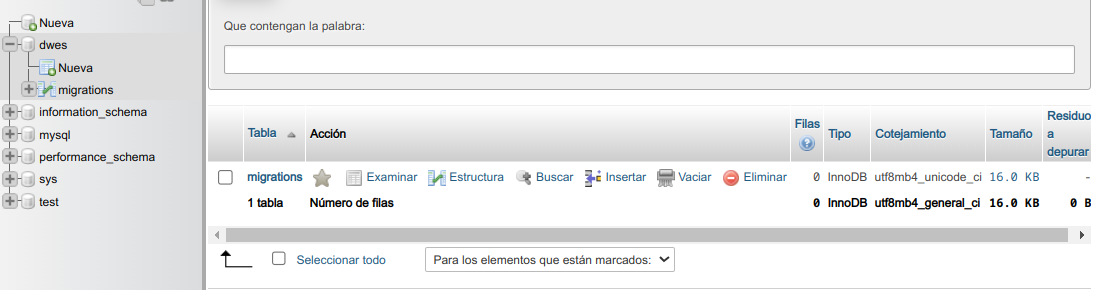 Nueva
dwes
Nueva
migrations
information_schema
mysql
performance_schema
sys
test
Que contengan la palabra:
Tabla Acción Filas Tipo Cotejamiento Tamaño Residuo a depurar
migrations Examinar Estructura Buscar Insertar Vaciar Eliminar 0 InnoDB utf8mb4_unicode_ci 16.0 KB -
1 tabla Número de filas 0 InnoDB utf8mb4_general_ci 16.0 KB 0 B
Seleccionar todo Para los elementos que están marcados: